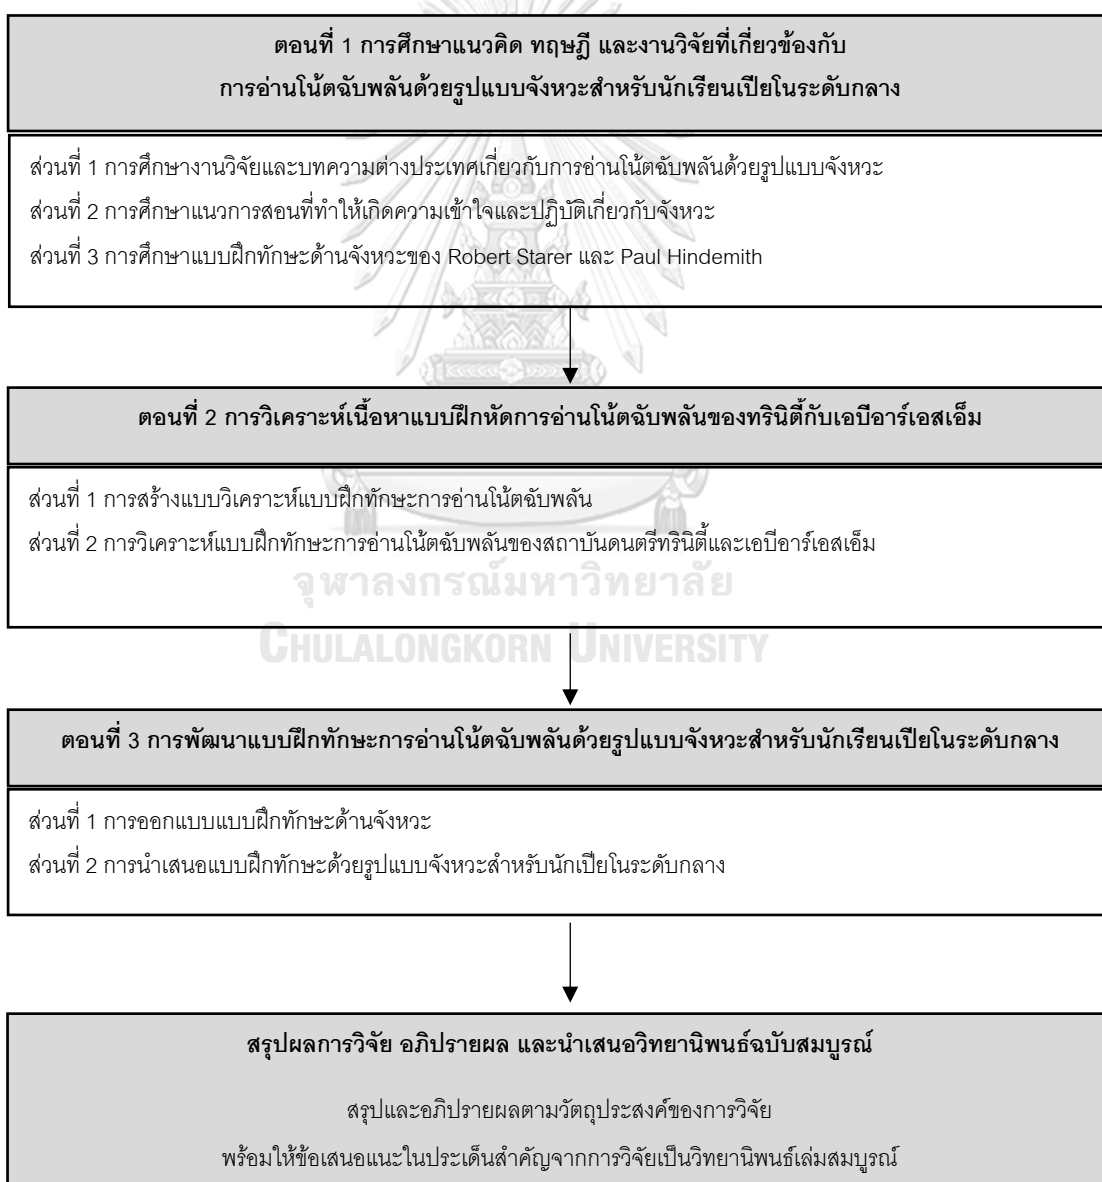 ตอนที่ 1 การศึกษาแนวคิด ทฤษฎี และงานวิจัยที่เกี่ยวข้องกับ
การอ่านโน้ตฉับพลันด้วยรูปแบบจังหวะสำหรับนักเรียนเปียโนระดับกลาง
ส่วนที่ 1 การศึกษางานวิจัยและบทความต่างประเทศเกี่ยวกับการอ่านโน้ตฉับพลันด้วยรูปแบบจังหวะ
ส่วนที่ 2 การศึกษาแนวการสอนที่ทำให้เกิดความเข้าใจและปฏิบัติเกี่ยวกับจังหวะ
ส่วนที่ 3 การศึกษาแบบฝึกทักษะด้านจังหวะของ Robert Starer และ Paul Hindemith
ตอนที่ 2 การวิเคราะห์เนื้อหาแบบฝึกหัดการอ่านโน้ตฉับพลันของทรินิตี้กับเอบีอาร์เอสเอ็ม
ส่วนที่ 1 การสร้างแบบวิเคราะห์แบบฝึกทักษะการอ่านโน้ตฉับพลัน
ส่วนที่ 2 การวิเคราะห์แบบฝึกทักษะการอ่านโน้ตฉับพลันของสถาบันดนตรีทรินิตี้และเอบีอาร์เอสเอ็ม
จุฬาลงกรณ์มหาวิทยาลัย
CHULALONGKORN UNIVERSITY
ตอนที่ 3 การพัฒนาแบบฝึกทักษะการอ่านโน้ตฉับพลันด้วยรูปแบบจังหวะสำหรับนักเรียนเปียโนระดับกลาง
ส่วนที่ 1 การออกแบบแบบฝึกทักษะด้านจังหวะ
ส่วนที่ 2 การนำเสนอแบบฝึกทักษะด้วยรูปแบบจังหวะสำหรับนักเปียโนระดับกลาง
สรุปผลการวิจัย อภิปรายผล และนำเสนอวิทยานิพนธ์ฉบับสมบูรณ์
สรุปและอภิปรายผลตามวัตถุประสงค์ของการวิจัย
พร้อมให้ข้อเสนอแนะในประเด็นสำคัญจากการวิจัยเป็นวิทยานิพนธ์เล่มสมบูรณ์